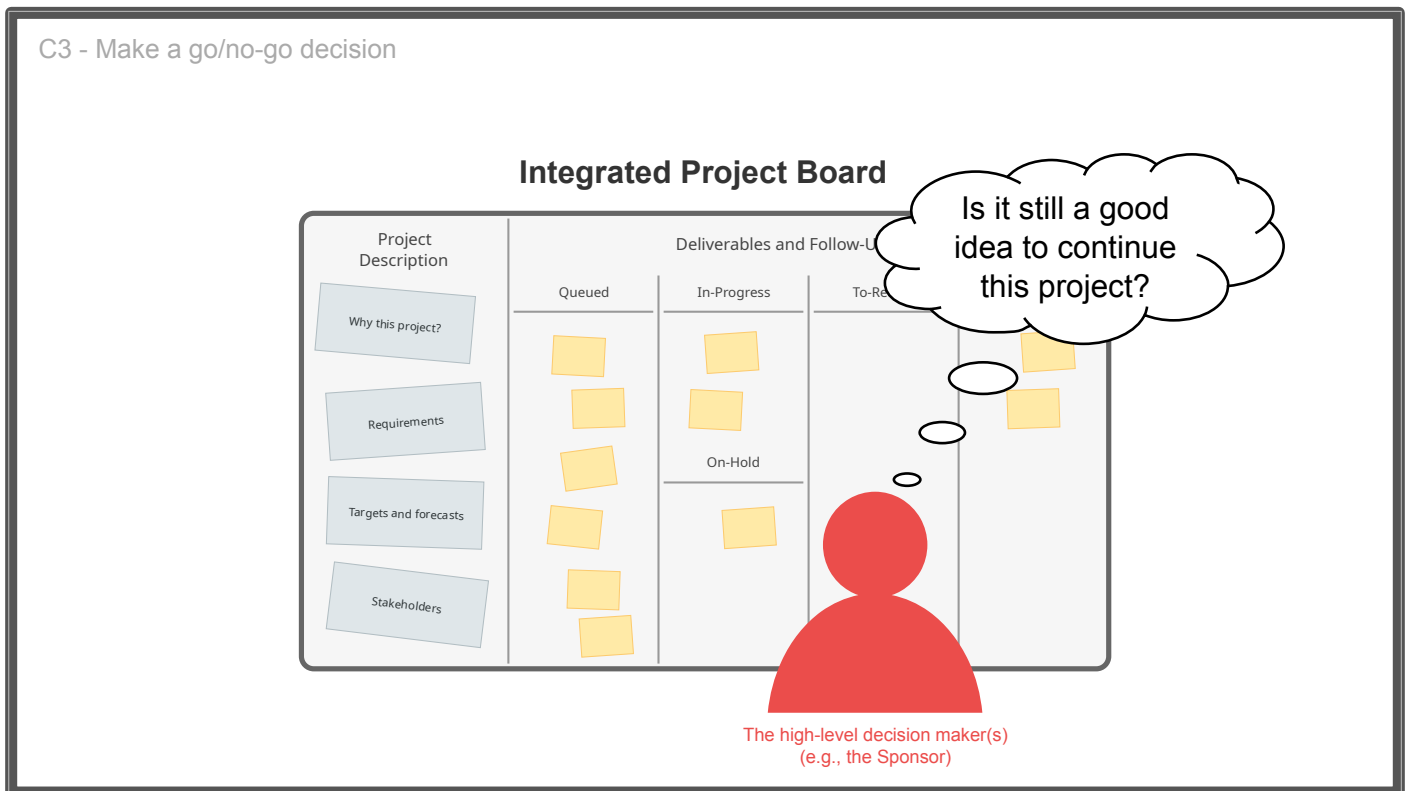 C3 - Make a go/no-go decision
Integrated Project Board
Is it still a good
idea to continue
this project?
Project
Description
Deliverables and Follow-U
Queued
In-Progress
To-Re
Why this project?
Requirements
On-Hold
Targets and forecasts
Stakeholders
The high-level decision maker(s)
(e.g., the Sponsor)